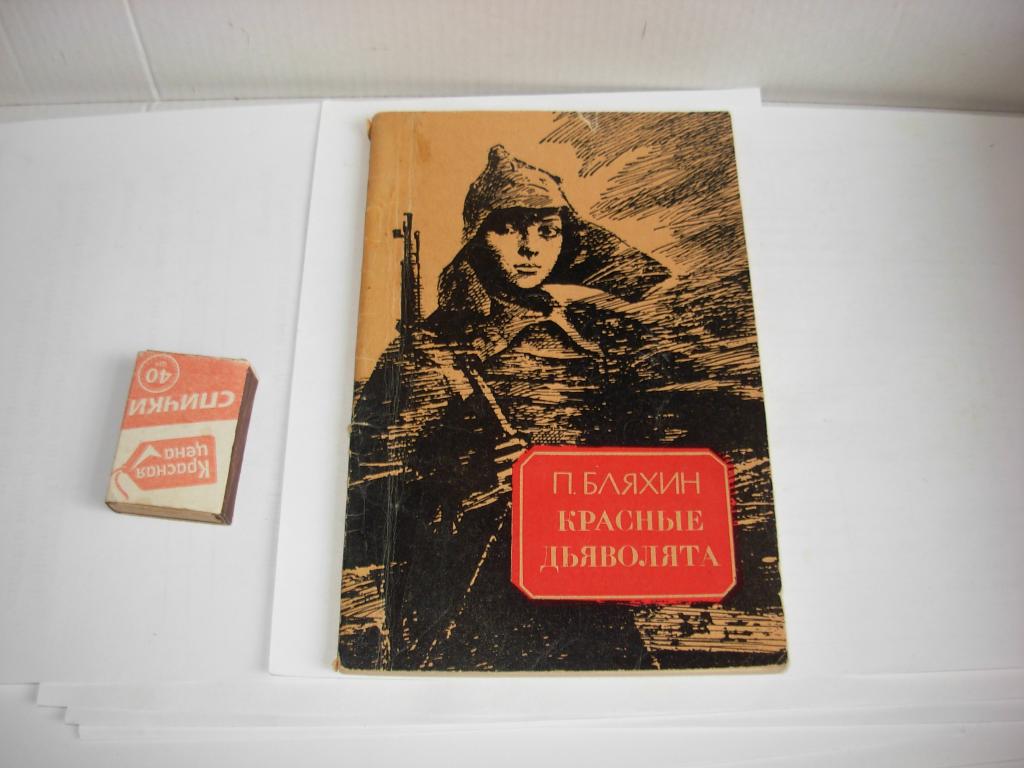 П. БЛЯХИН
КРАСНЫЕ
ДЬЯВОЛЯТА
Красная
цена
СПИЧКИ
40